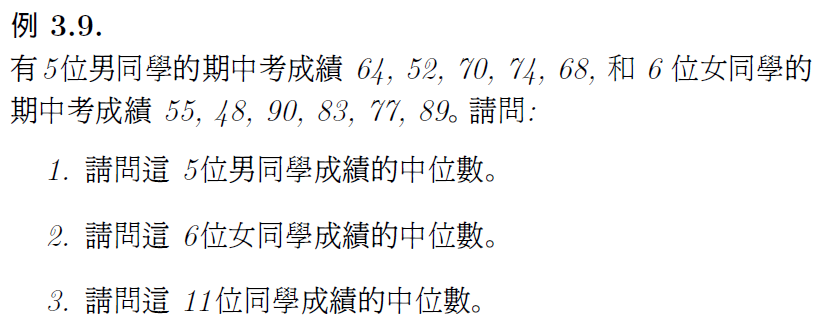 例 3.9.
有5位男同學的期中考成績 64, 52, 70, 74, 68, 和 6 位女同學的
期中考成績 55, 48, 90, 83, 77, 89。請問:
1. 請問這 5位男同學成績的中位數。
2. 請問這 6位女同學成績的中位數。
3. 請問這 11位同學成績的中位數。